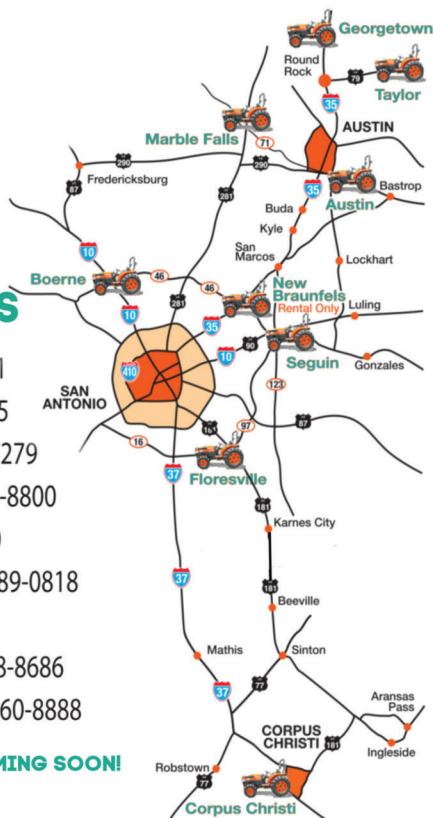 Georgetown
Round
Rock
79
Taylor
35
Marble Falls
71
AUSTIN
290
290
87
Fredericksburg
35
Austin
Bastrop
281
Buda
Kyle
10
San
Marcos
Lockhart
Boerne
46
46
281
New
Braunfels
Rental Only
Luling
10
35
90
10
Seguin
Gonzales
410
SAN
ANTONIO
123
87
97
16
181
37
Floresville
181
Karnes City
37
181
Beeville
Mathis
Sinton
77
37
Aransas
Pass
CORPUS
CHRISTI
181
Ingleside
Robstown
77
Corpus Christi
S
1
5
279
-8800
)
89-0818
3-8686
60-8888
MING SOON!